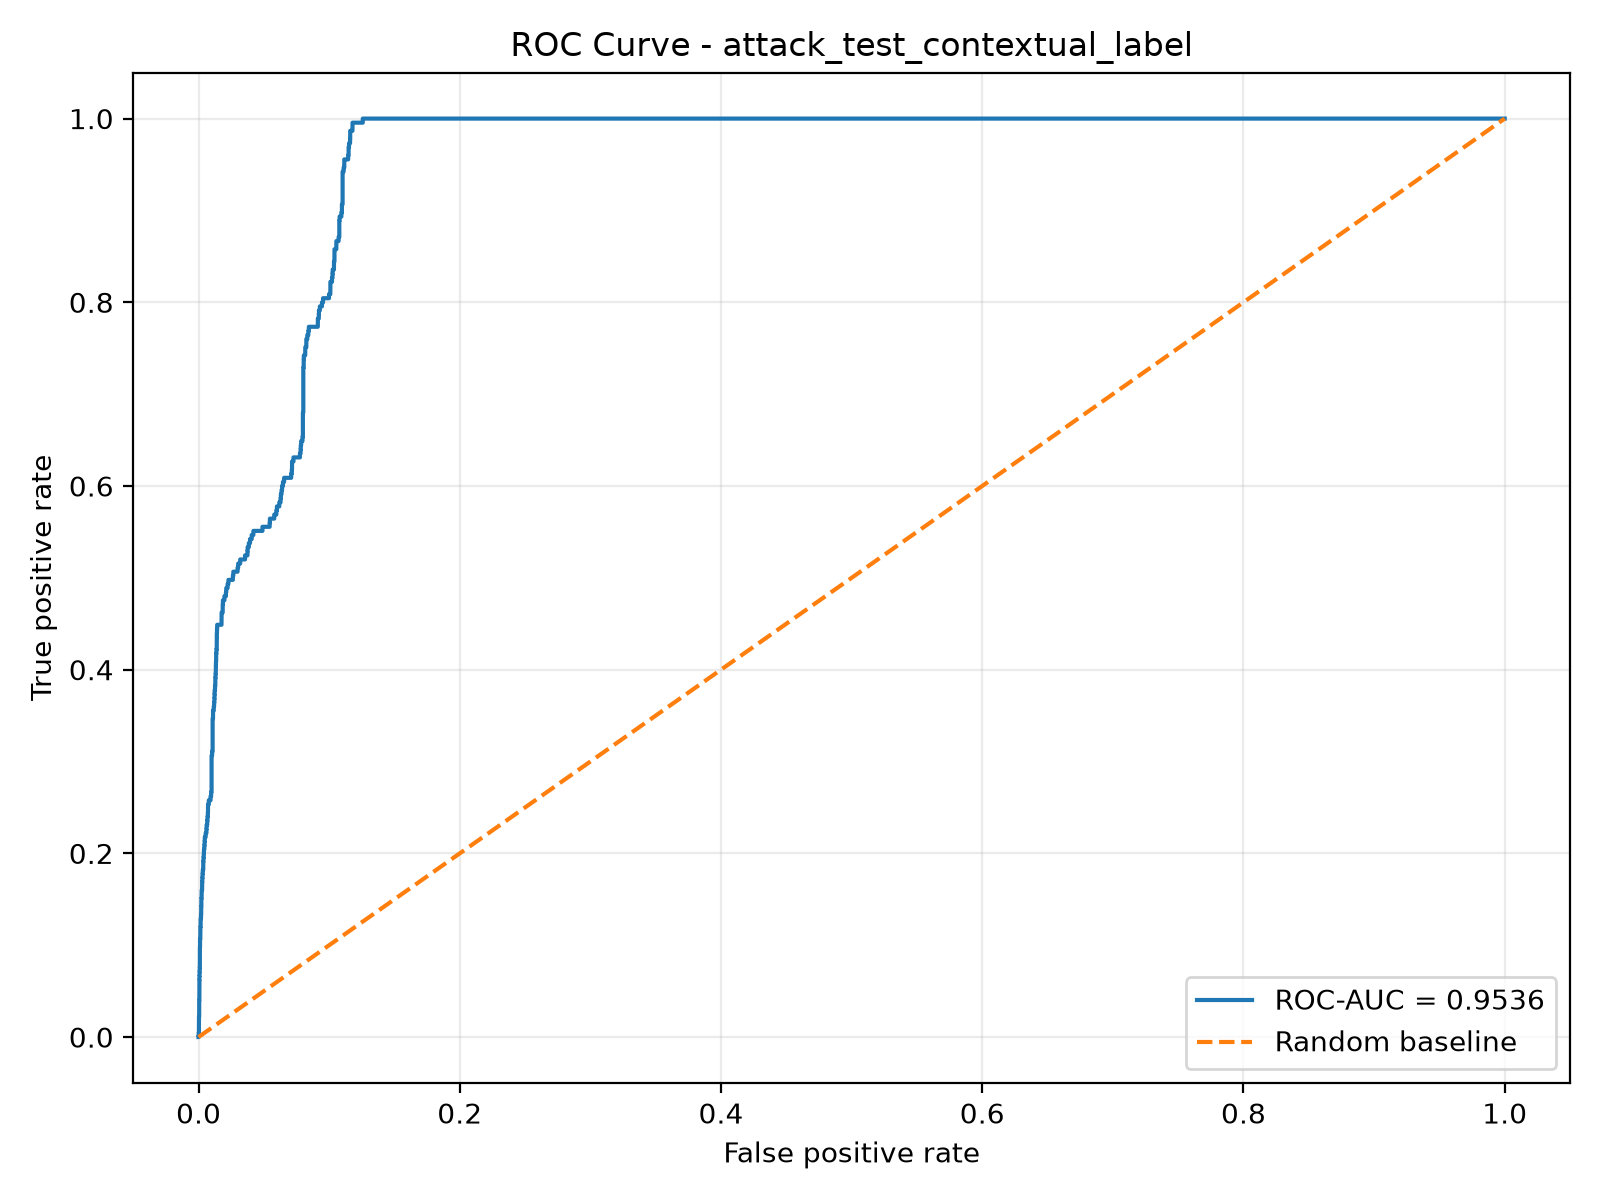 ROC Curve - attack_test_contextual_label
True positive rate
1.0
0.8
0.6
0.4
0.2
0.0
ROC-AUC = 0.9536
Random baseline
0.0 0.2 0.4 0.6 0.8 1.0
False positive rate